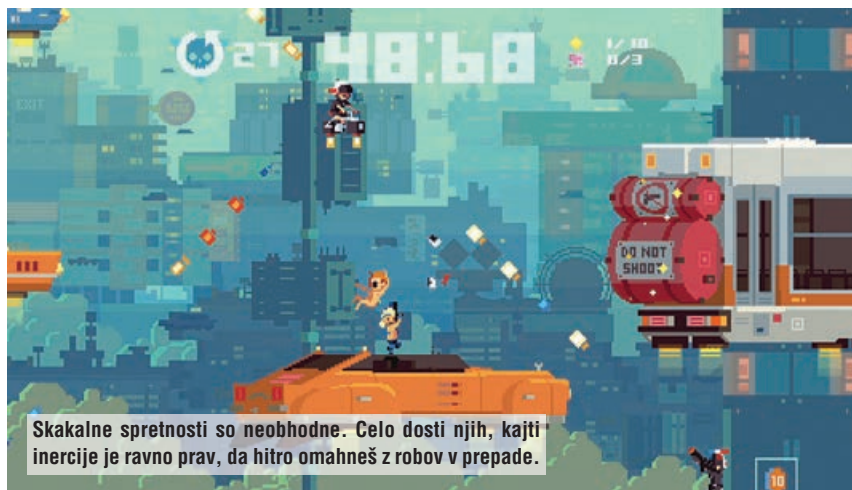 27
48:68
1/10
0/3
EXIT
DO NOT
SHOOT
10
Skakalne spretnosti so neobhodne. Celo dosti njih, kajti
inercije je ravno prav, da hitro omahneš z robov v prepade.